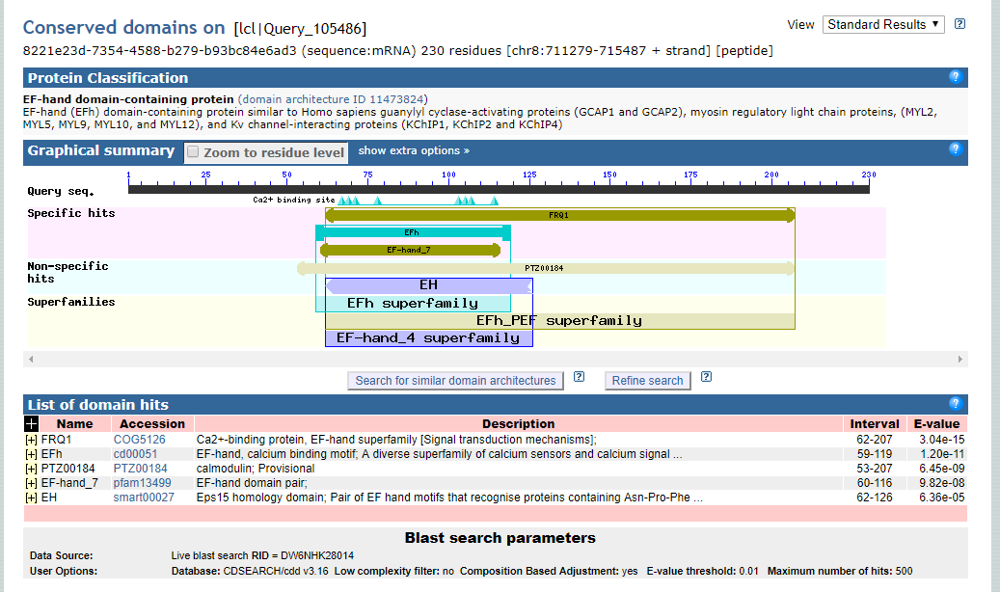 Conserved domains on [lcl|Query_105486]
View Standard Results ▼ ?
8221e23d-7354-4588-b279-b93bc84e6ad3 (sequence:mRNA) 230 residues [chr8:711279-715487 + strand] [peptide]
Protein Classification ?
EF-hand domain-containing protein (domain architecture ID 11473824)
EF-hand (EFh) domain-containing protein similar to Homo sapiens guanylyl cyclase-activating proteins (GCAP1 and GCAP2), myosin regulatory light chain proteins, (MYL2,
MYL5, MYL9, MYL10, and MYL12), and Kv channel-interacting proteins (KChIP1, KChIP2 and KChIP4)
Graphical summary Zoom to residue level show extra options » ?
1 25 50 75 100 125 150 175 200 230
Query seq.
Ca2+ binding site
Specific hits FRQ1
EFh
EF-hand_7
Non-specific hits PTZ00184
EH
Superfamilies EFh superfamily
EFh_PEF superfamily
EF-hand_4 superfamily
Search for similar domain architectures ? Refine search ?
List of domain hits ?
+ Name Accession Description Interval E-value
[+] FRQ1 COG5126 Ca2+-binding protein, EF-hand superfamily [Signal transduction mechanisms]; 62-207 3.04e-15
[+] EFh cd00051 EF-hand, calcium binding motif; A diverse superfamily of calcium sensors and calcium signal ... 59-119 1.20e-11
[+] PTZ00184 PTZ00184 calmodulin; Provisional 53-207 6.45e-09
[+] EF-hand_7 pfam13499 EF-hand domain pair; 60-116 9.82e-08
[+] EH smart00027 Eps15 homology domain; Pair of EF hand motifs that recognise proteins containing Asn-Pro-Phe ... 62-126 6.36e-05
Blast search parameters
Data Source: Live blast search RID = DW6NHK28014
User Options: Database: CDSEARCH/cdd v3.16 Low complexity filter: no Composition Based Adjustment: yes E-value threshold: 0.01 Maximum number of hits: 500